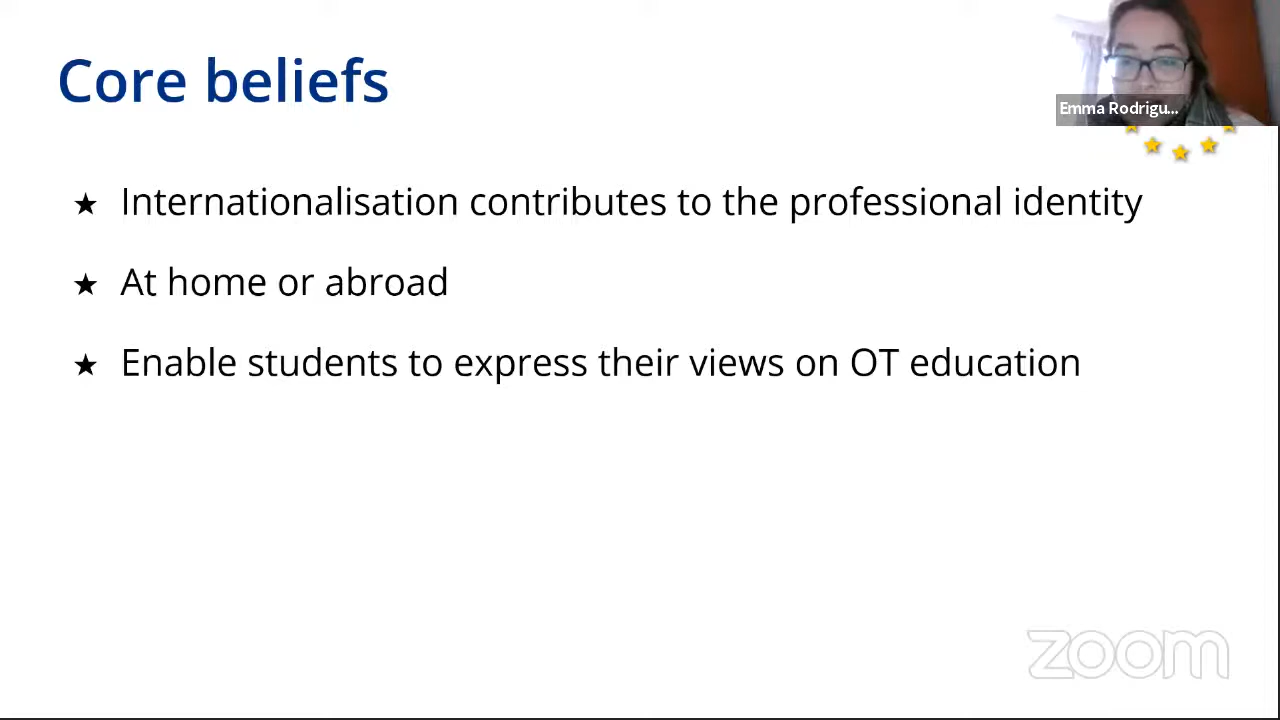 Core beliefs
Emma Rodrigu...
★ Internationalisation contributes to the professional identity
★ At home or abroad
★ Enable students to express their views on OT education
zoom